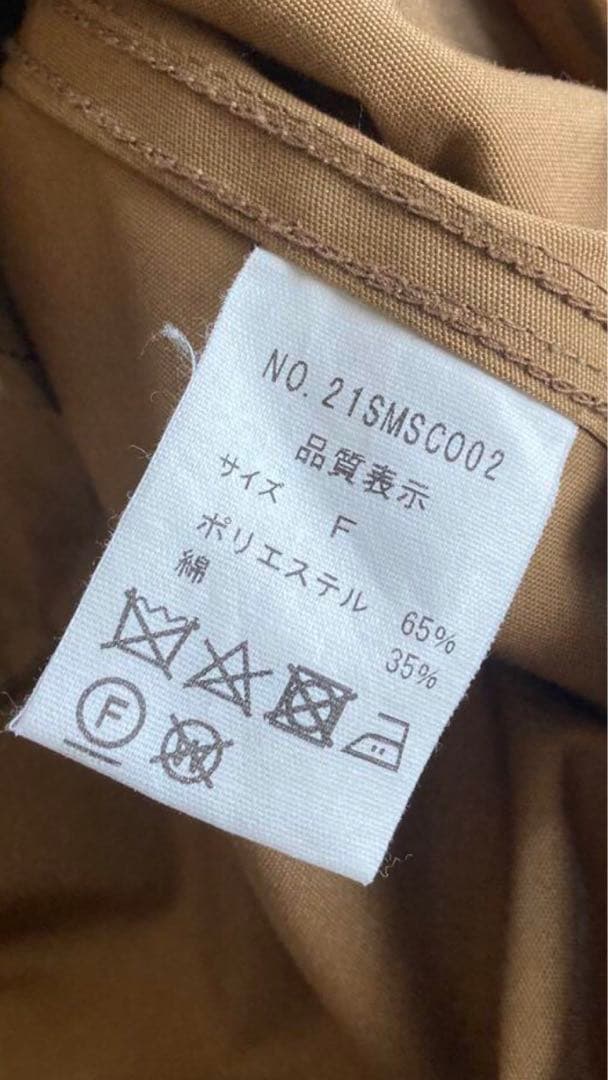 NO. 21SMSC002
品質表示
サイズ F
ポリエステル 65%
綿 35%
F
W